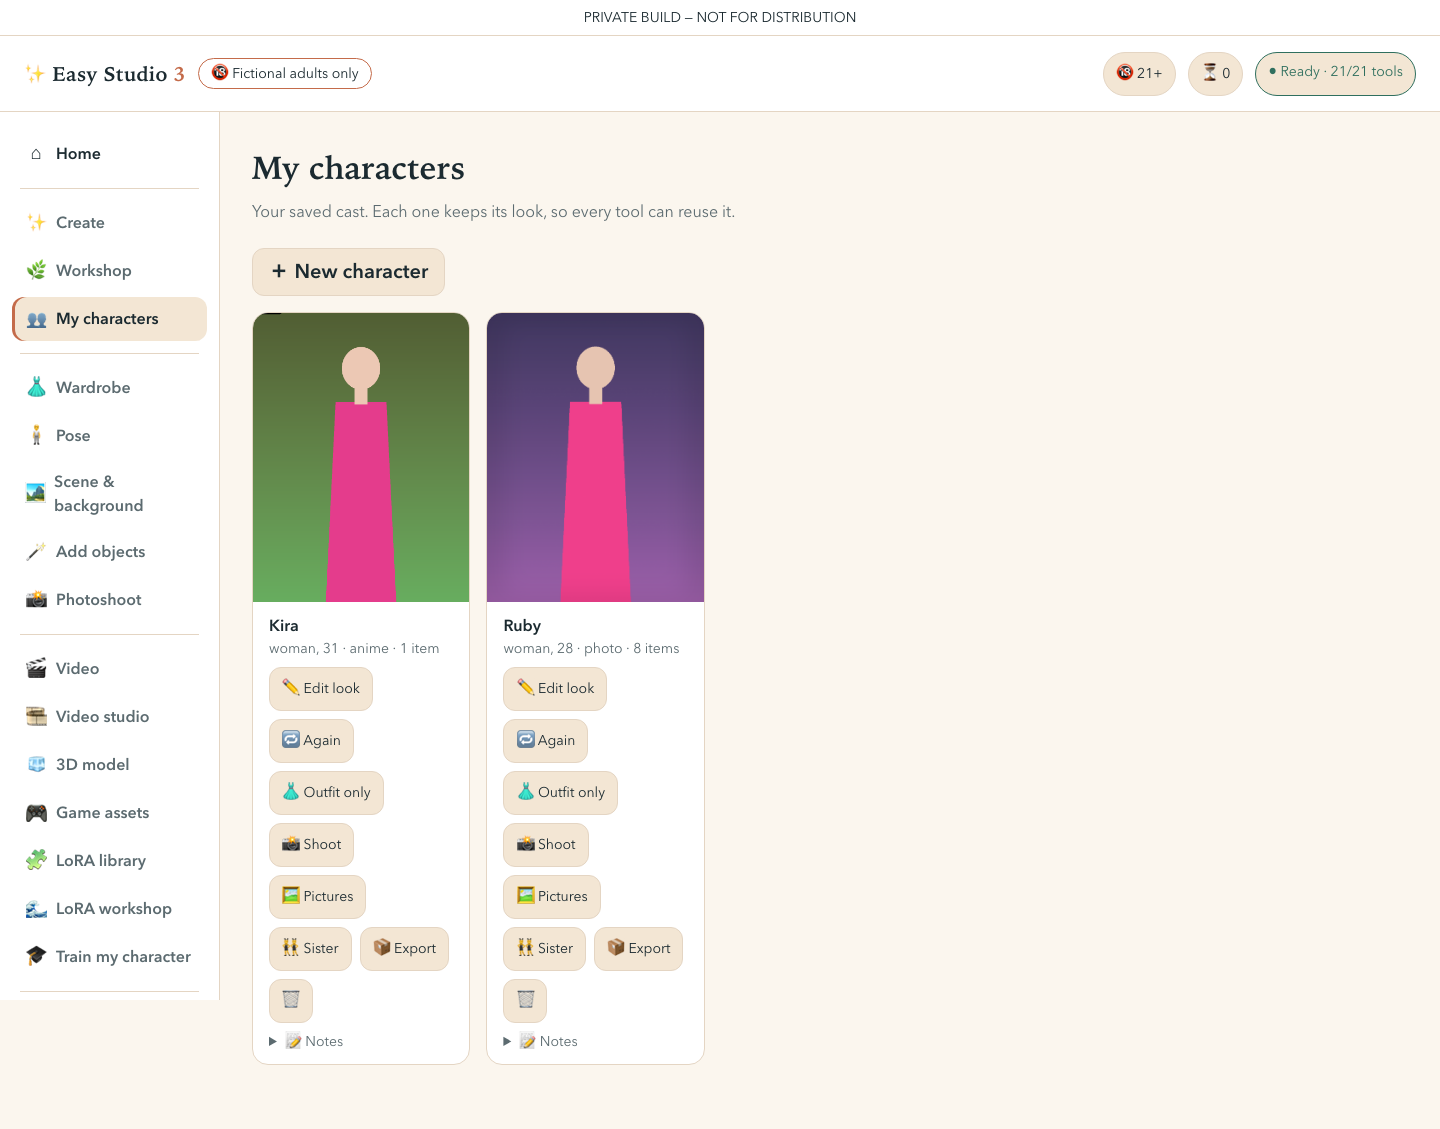 PRIVATE BUILD — NOT FOR DISTRIBUTION
✨ Easy Studio 3
🔞 Fictional adults only
🔞 21+
⏳ 0
● Ready · 21/21 tools
⌂ Home
✨ Create
🌿 Workshop
👥 My characters
👗 Wardrobe
🧍 Pose
🏞️ Scene &
background
🪄 Add objects
📸 Photoshoot
🎬 Video
🎞️ Video studio
🧊 3D model
🎮 Game assets
🧩 LoRA library
🌊 LoRA workshop
🎓 Train my character
My characters
Your saved cast. Each one keeps its look, so every tool can reuse it.
+ New character
Kira
woman, 31 · anime · 1 item
✏️ Edit look
🔁 Again
👗 Outfit only
📸 Shoot
🖼️ Pictures
👯 Sister
📦 Export
🗑️
▶ 📝 Notes
Ruby
woman, 28 · photo · 8 items
✏️ Edit look
🔁 Again
👗 Outfit only
📸 Shoot
🖼️ Pictures
👯 Sister
📦 Export
🗑️
▶ 📝 Notes